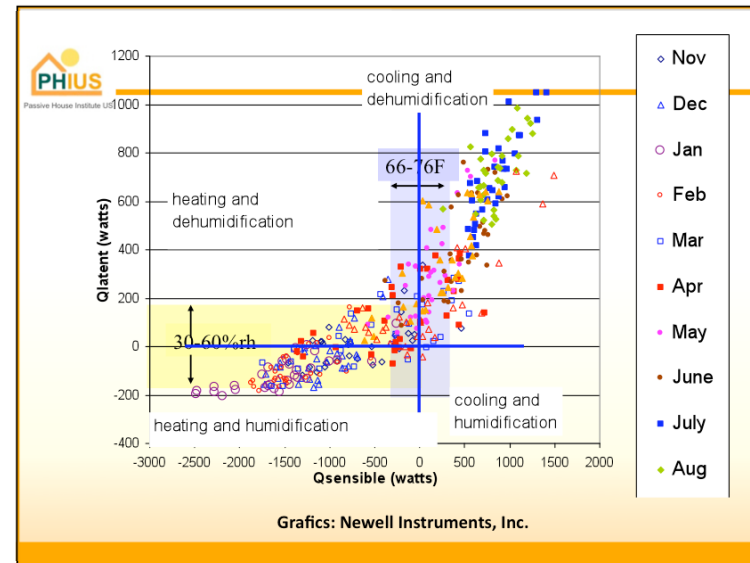 PHIUS
Passive House Institute US
1200
1000
800
600
400
200
0
-200
-400
Qlatent (watts)
cooling and
dehumidification
66-76F
heating and
dehumidification
30-60%rh
cooling and
humidification
heating and humidification
-3000 -2500 -2000 -1500 -1000 -500 0 500 1000 1500 2000
Qsensible (watts)
Nov
Dec
Jan
Feb
Mar
Apr
May
June
July
Aug
Grafics: Newell Instruments, Inc.